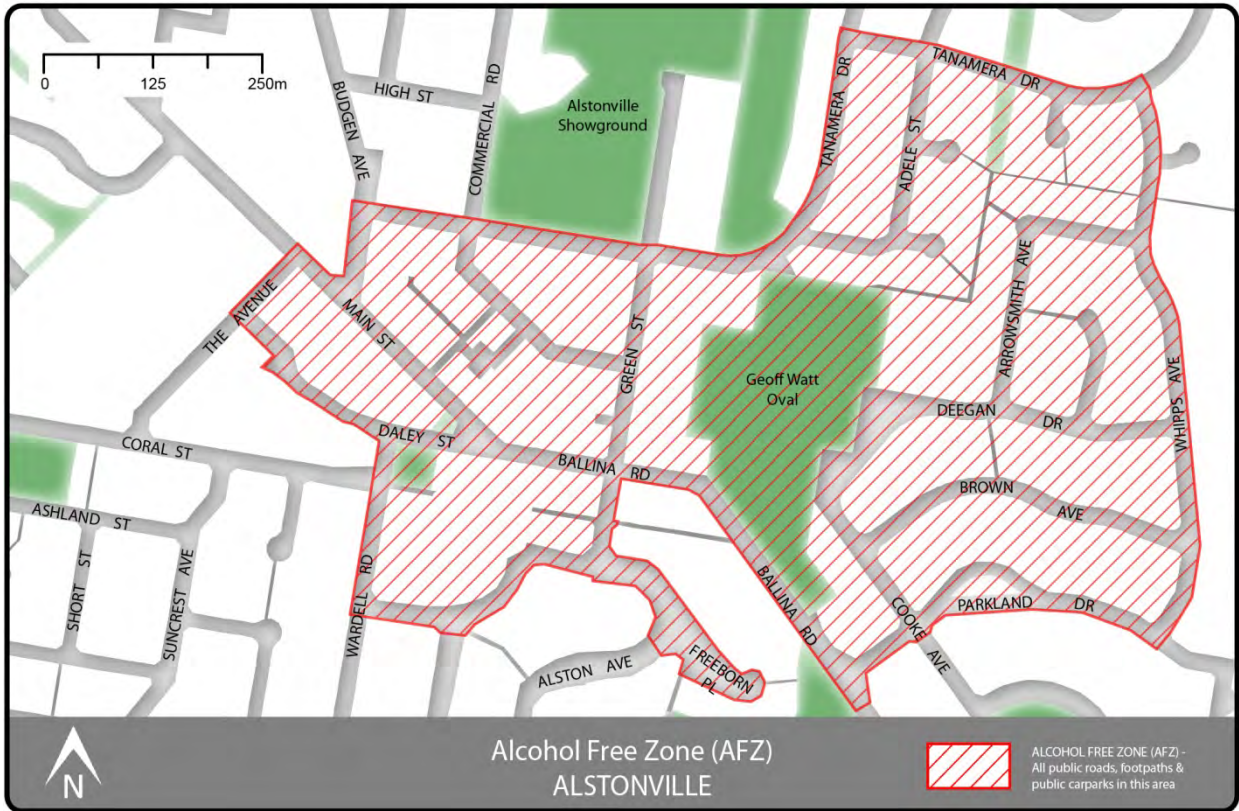 0 125 250m
HIGH ST
BUDGEN AVE
COMMERCIAL RD
Alstonville
Showground
TANAMERA DR
TANAMERA DR
ADELE ST
THE AVENUE
MAIN ST
GREEN ST
ARROWSMITH AVE
WHIPPS AVE
Geoff Watt
Oval
DEEGAN DR
CORAL ST
DALEY ST
BALLINA RD
BROWN AVE
ASHLAND ST
SHORT ST
SUNCREST AVE
WARDELL RD
BALLINA RD
COOKE AVE
PARKLAND DR
ALSTON AVE
FREEBORN
PL
N
Alcohol Free Zone (AFZ)
ALSTONVILLE
ALCOHOL FREE ZONE (AFZ) -
All public roads, footpaths &
public carparks in this area